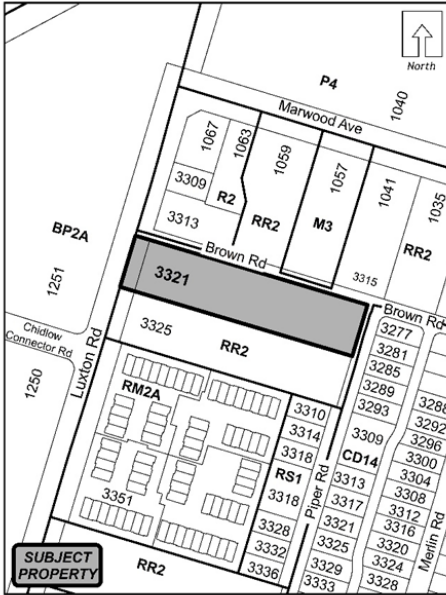 North
P4
1040
Marwood Ave
1067
1063
1059
1057
1041
1035
3309
R2
RR2
M3
RR2
3313
BP2A
Brown Rd
3315
1251
3321
Brown Rd
Chidlow
Connector Rd
Luxton Rd
3325
RR2
3277
3281
3285
3289
3293
1250
RM2A
3310
3314
3318
RS1
3318
3328
3332
3336
3309
CD14
3313
3317
3321
3325
3329
3333
Piper Rd
3288
3292
3296
3300
3304
3308
3312
3316
3320
3324
3328
Merlin Rd
3351
RR2
SUBJECT
PROPERTY